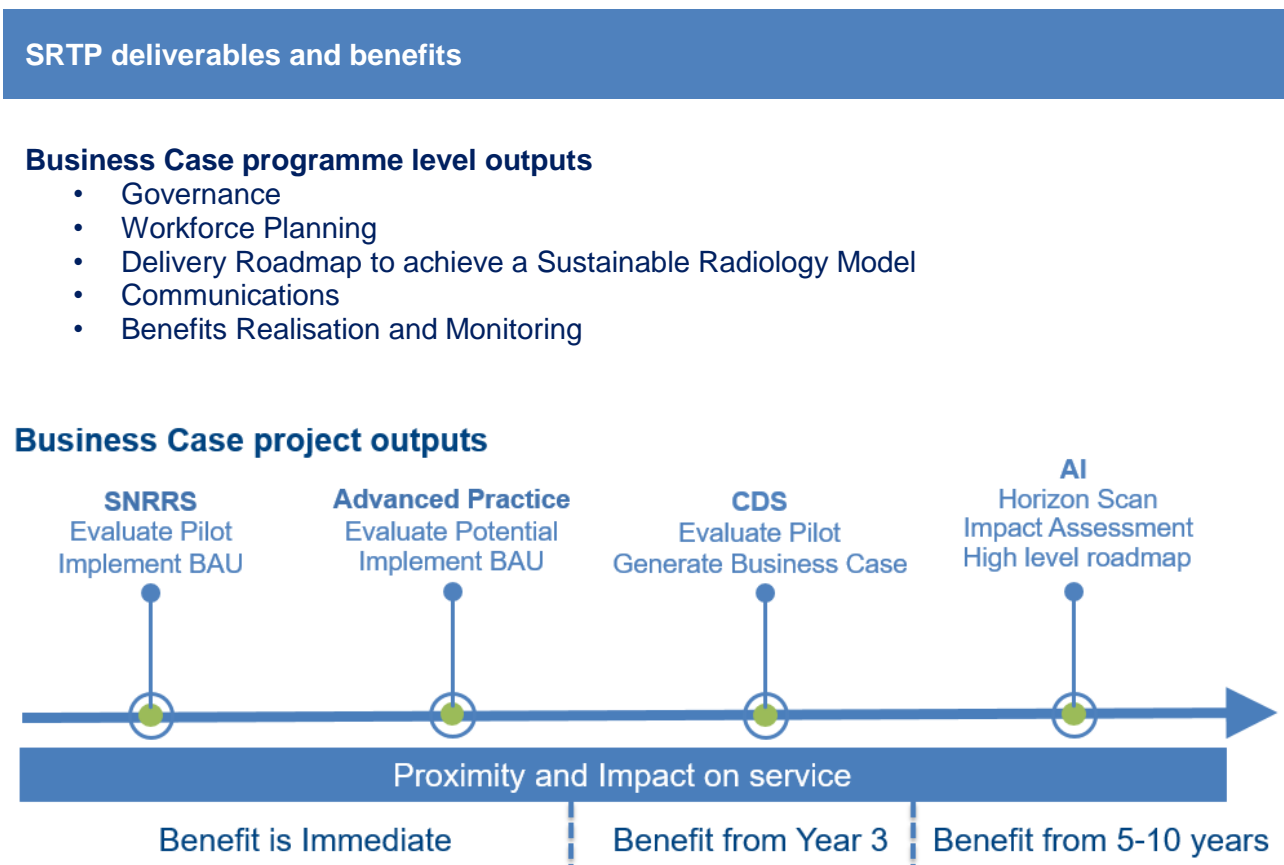 SRTP deliverables and benefits
Business Case programme level outputs
• Governance
• Workforce Planning
• Delivery Roadmap to achieve a Sustainable Radiology Model
• Communications
• Benefits Realisation and Monitoring
Business Case project outputs
SNRRS
Evaluate Pilot
Implement BAU
Advanced Practice
Evaluate Potential
Implement BAU
CDS
Evaluate Pilot
Generate Business Case
AI
Horizon Scan
Impact Assessment
High level roadmap
Proximity and Impact on service
Benefit is Immediate
Benefit from Year 3
Benefit from 5-10 years